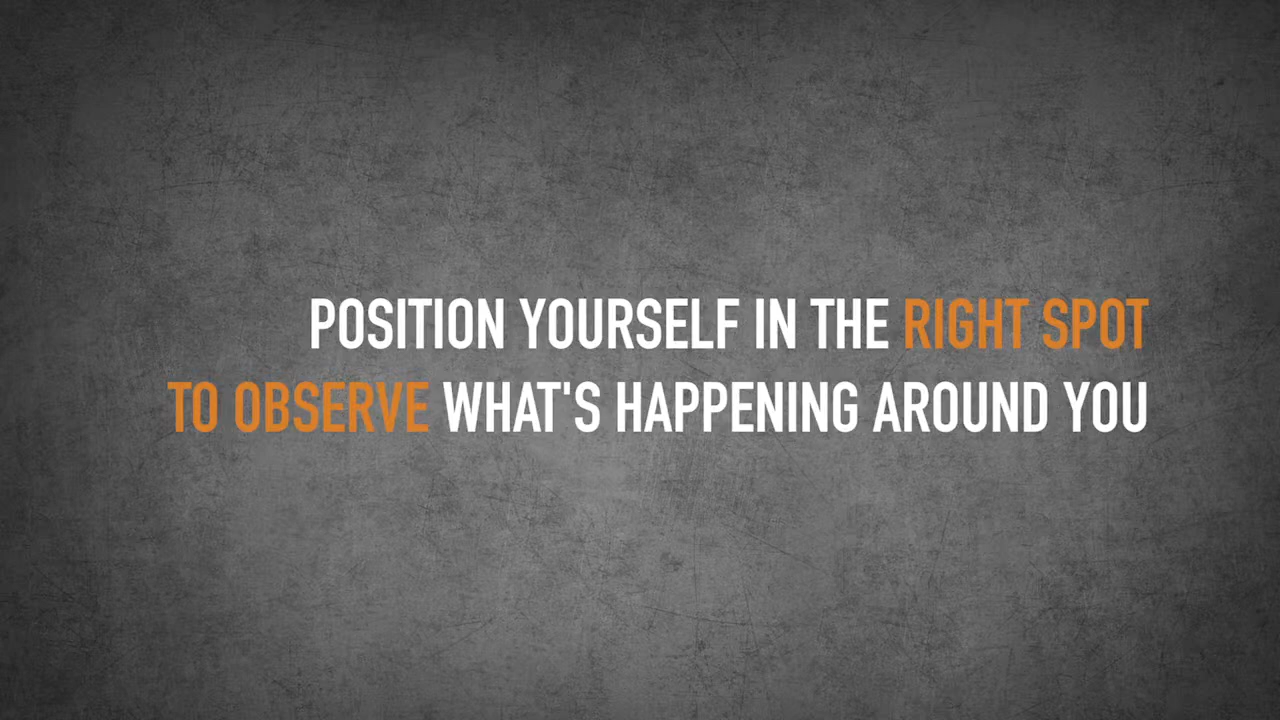 POSITION YOURSELF IN THE RIGHT SPOT
TO OBSERVE WHAT'S HAPPENING AROUND YOU